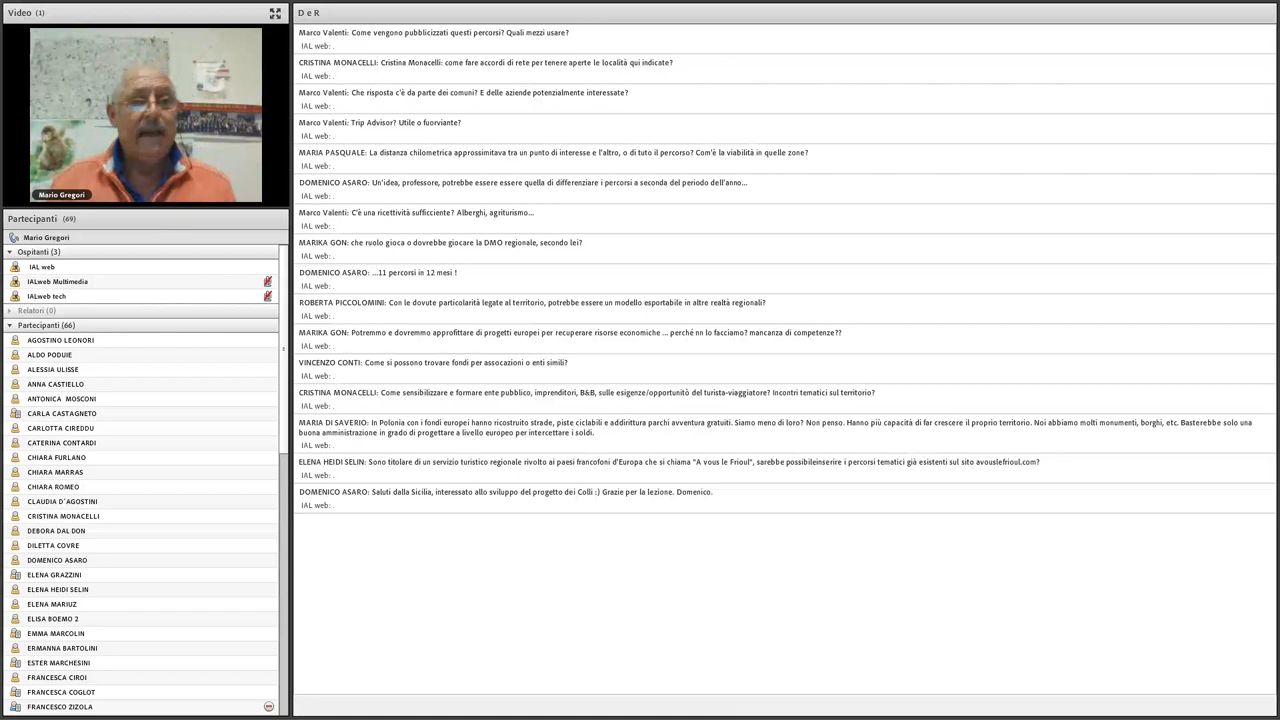 Video (1)
Mario Gregori
Partecipanti (69)
Mario Gregori
Ospitanti (3)
IAL web
IALweb Multimedia
IALweb tech
Relatori (0)
Partecipanti (66)
AGOSTINO LEONORI
ALDO PODUIE
ALESSIA ULISSE
ANNA CASTIELLO
ANTONICA MOSCONI
CARLA CASTAGNETO
CARLOTTA CIREDDU
CATERINA CONTARDI
CHIARA FURLANO
CHIARA MARRAS
CHIARA ROMEO
CLAUDIA D`AGOSTINI
CRISTINA MONACELLI
DEBORA DAL DON
DILETTA COVRE
DOMENICO ASARO
ELENA GRAZZINI
ELENA HEIDI SELIN
ELENA MARIUZ
ELISA BOEMO 2
EMMA MARCOLIN
ERMANNA BARTOLINI
ESTER MARCHESINI
FRANCESCA CIROI
FRANCESCA COGLOT
FRANCESCO ZIZOLA
D e R
Marco Valenti: Come vengono pubblicizzati questi percorsi? Quali mezzi usare?
IAL web: .
CRISTINA MONACELLI: Cristina Monacelli: come fare accordi di rete per tenere aperte le località qui indicate?
IAL web: .
Marco Valenti: Che risposta c'è da parte dei comuni? E delle aziende potenzialmente interessate?
IAL web: .
Marco Valenti: Trip Advisor? Utile o fuorviante?
IAL web: .
MARIA PASQUALE: La distanza chilometrica approssimitava tra un punto di interesse e l'altro, o di tuto il percorso? Com'è la viabilità in quelle zone?
IAL web: .
DOMENICO ASARO: Un'idea, professore, potrebbe essere essere quella di differenziare i percorsi a seconda del periodo dell'anno...
IAL web: .
Marco Valenti: C'è una ricettività sufficciente? Alberghi, agriturismo...
IAL web: .
MARIKA GON: che ruolo gioca o dovrebbe giocare la DMO regionale, secondo lei?
IAL web: .
DOMENICO ASARO: ...11 percorsi in 12 mesi !
IAL web: .
ROBERTA PICCOLOMINI: Con le dovute particolarità legate al territorio, potrebbe essere un modello esportabile in altre realtà regionali?
IAL web: .
MARIKA GON: Potremmo e dovremmo approfittare di progetti europei per recuperare risorse economiche ... perché nn lo facciamo? mancanza di competenze??
IAL web: .
VINCENZO CONTI: Come si possono trovare fondi per assocazioni o enti simili?
IAL web: .
CRISTINA MONACELLI: Come sensibilizzare e formare ente pubblico, imprenditori, B&B, sulle esigenze/opportunitò del turista-viaggiatore? Incontri tematici sul territorio?
IAL web: .
MARIA DI SAVERIO: In Polonia con i fondi europei hanno ricostruito strade, piste ciclabili e addirittura parchi avventura gratuiti. Siamo meno di loro? Non penso. Hanno più capacità di far crescere il proprio territorio. Noi abbiamo molti monumenti, borghi, etc. Basterebbe solo una
buona amministrazione in grado di progettare a livello europeo per intercettare i soldi.
IAL web: .
ELENA HEIDI SELIN: Sono titolare di un servizio turistico regionale rivolto ai paesi francofoni d'Europa che si chiama "A vous le Frioul", sarebbe possibileinserire i percorsi tematici già esistenti sul sito avouslefrioul.com?
IAL web: .
DOMENICO ASARO: Saluti dalla Sicilia, interessato allo sviluppo del progetto dei Colli :) Grazie per la lezione. Domenico.
IAL web: .